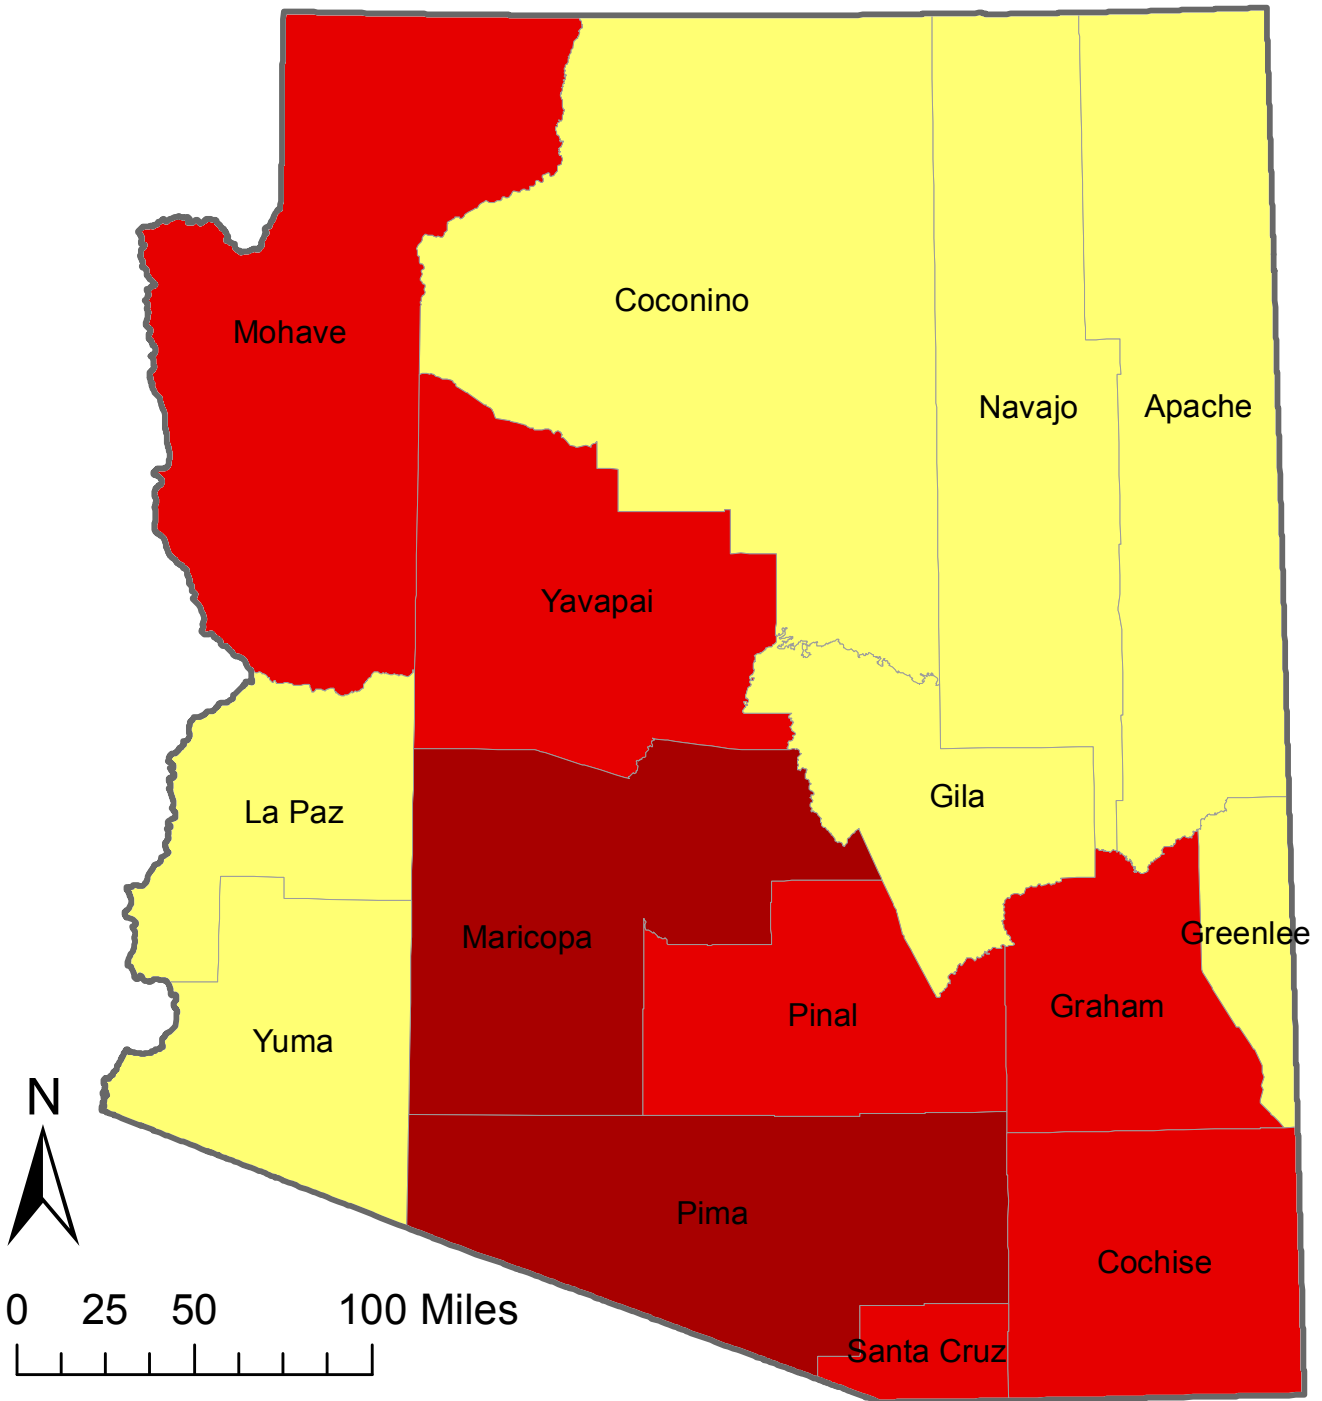 Coconino
Mohave
Navajo
Apache
Yavapai
Gila
La Paz
Maricopa
Greenlee
Graham
Pinal
Yuma
N
Pima
Cochise
0 25 50 100 Miles
Santa Cruz